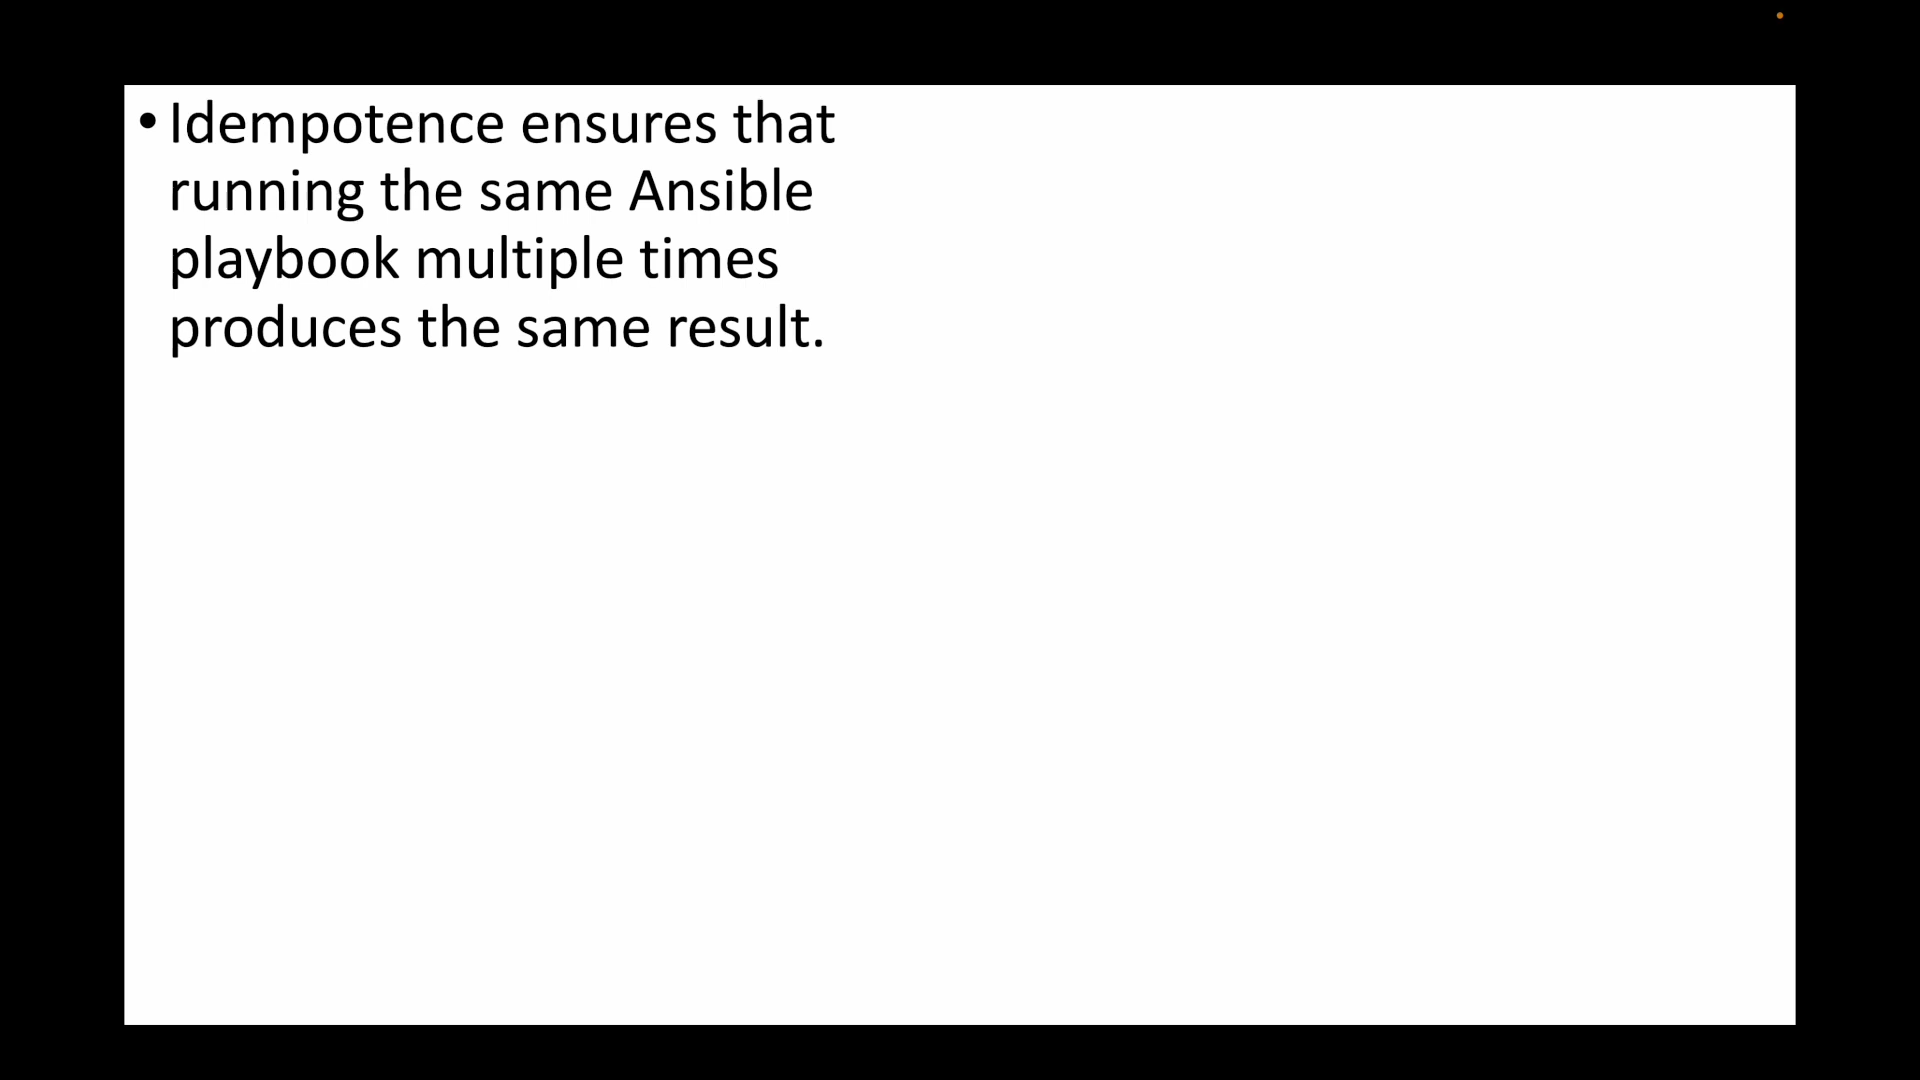 • Idempotence ensures that
running the same Ansible
playbook multiple times
produces the same result.